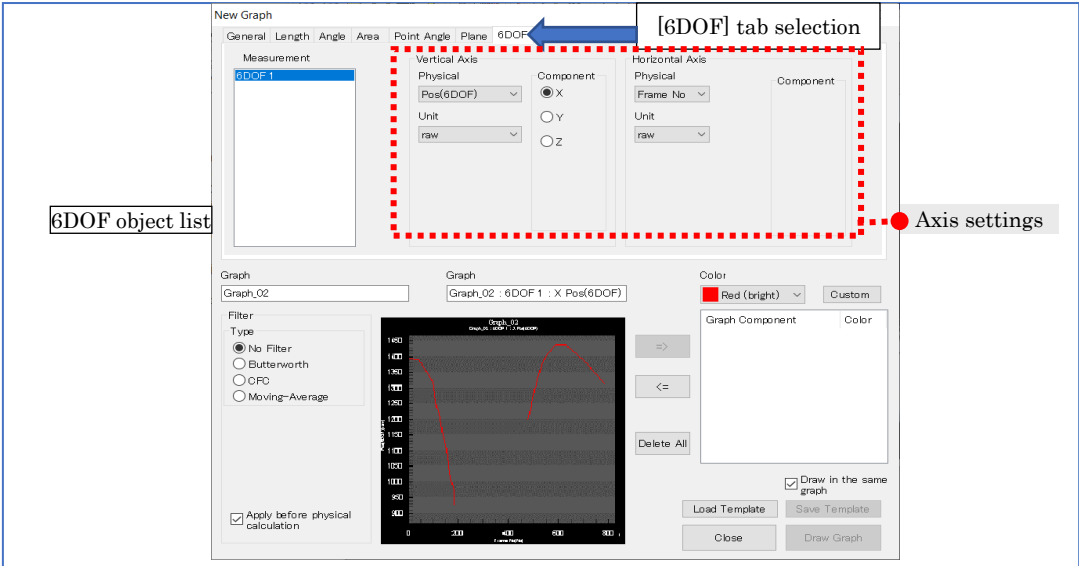 New Graph
[6DOF] tab selection
General Length Angle Area Point Angle Plane 6DOF
Measurement
6DOF 1
Vertical Axis
Physical
Pos(6DOF)
Unit
raw
Component
X
Y
Z
Horizontal Axis
Physical
Frame No
Unit
raw
Component
6DOF object list
Axis settings
Graph
Graph_02
Graph
Graph_02 : 6DOF 1 : X Pos(6DOF)
Color
Red (bright)
Custom
Filter
Type
No Filter
Butterworth
CFC
Moving-Average
Apply before physical
calculation
Graph_02
Graph_02 : 6DOF 1 : X Pos(6DOF)
1450
1400
1350
1300
1250
1200
1150
1100
1050
1000
950
900
0 200 400 600 800
=>
<=
Delete All
Graph Component Color
Draw in the same
graph
Load Template Save Template
Close Draw Graph